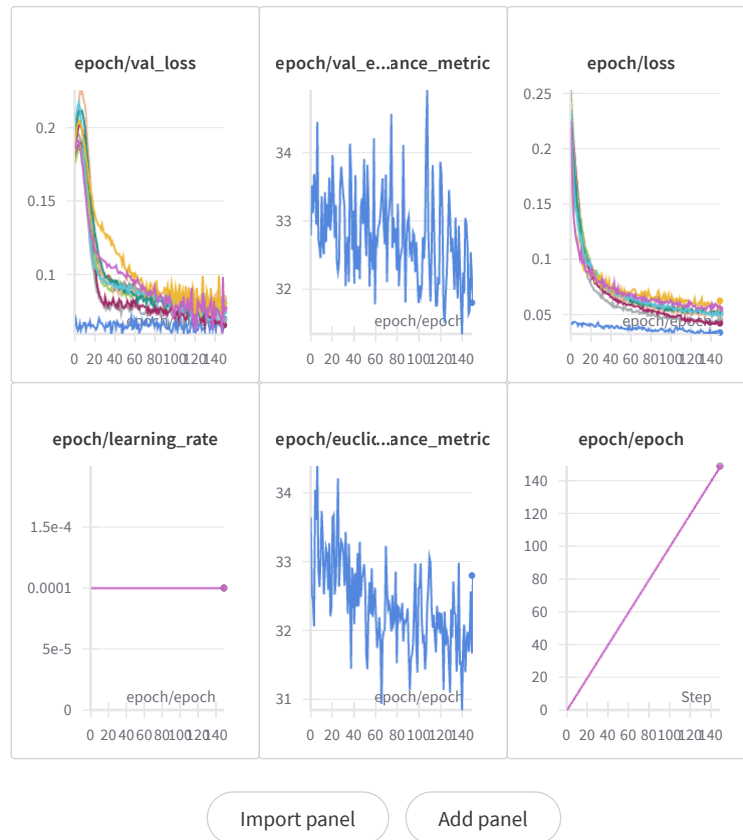 epoch/val_loss
0.2
0.15
0.1
epoch/epoch
0 20 40 60 80 100 120 140
epoch/val_e...ance_metric
34
33
32
epoch/epoch
0 20 40 60 80 100 120 140
epoch/loss
0.25
0.2
0.15
0.1
0.05
epoch/epoch
0 20 40 60 80 100 120 140
epoch/learning_rate
1.5e-4
0.0001
5e-5
0
epoch/epoch
0 20 40 60 80 100 120 140
epoch/euclic...ance_metric
34
33
32
31
epoch/epoch
0 20 40 60 80 100 120 140
epoch/epoch
140
120
100
80
60
40
20
0
Step
0 20 40 60 80 100 120 140
Import panel
Add panel